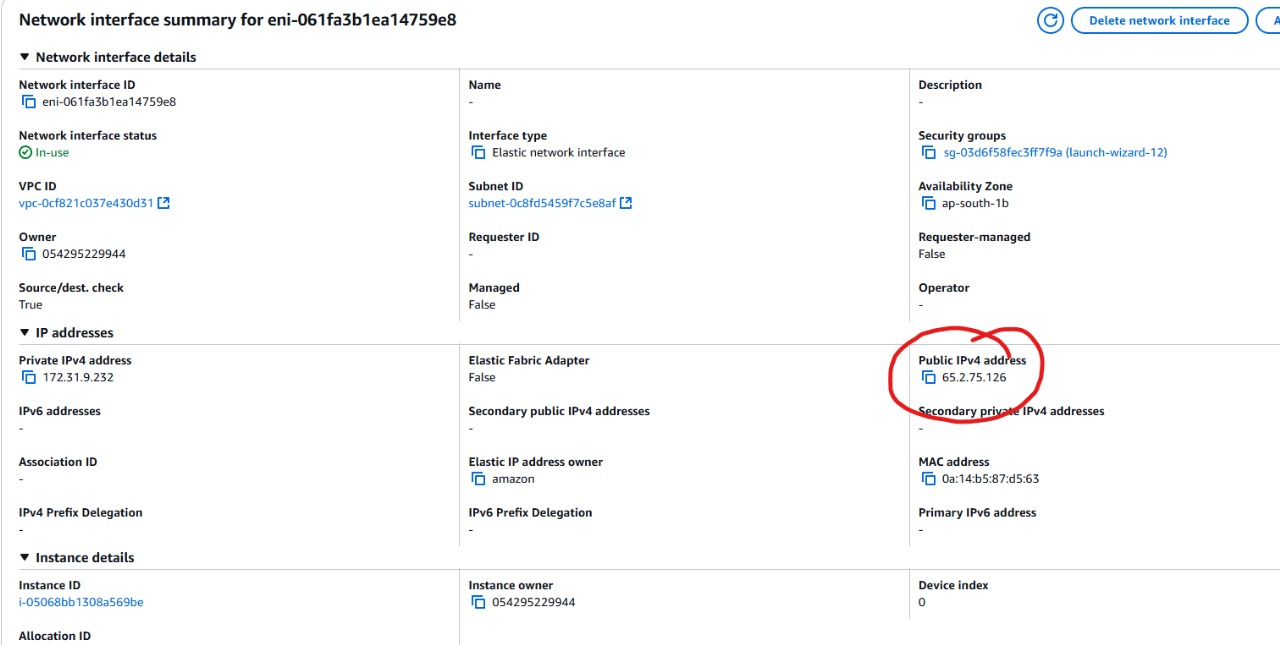 Network interface summary for eni-061fa3b1ea14759e8
Delete network interface
A
Network interface details
Network interface ID
eni-061fa3b1ea14759e8
Name
-
Description
-
Network interface status
In-use
Interface type
Elastic network interface
Security groups
sg-03d6f58fec3ff7f9a (launch-wizard-12)
VPC ID
vpc-0cf821c037e430d31
Subnet ID
subnet-0c8fd5459f7c5e8af
Availability Zone
ap-south-1b
Owner
054295229944
Requester ID
-
Requester-managed
False
Source/dest. check
True
Managed
False
Operator
-
IP addresses
Private IPv4 address
172.31.9.232
Elastic Fabric Adapter
False
Public IPv4 address
65.2.75.126
IPv6 addresses
-
Secondary public IPv4 addresses
-
Secondary private IPv4 addresses
-
Association ID
-
Elastic IP address owner
amazon
MAC address
0a:14:b5:87:d5:63
IPv4 Prefix Delegation
-
IPv6 Prefix Delegation
-
Primary IPv6 address
-
Instance details
Instance ID
i-05068bb1308a569be
Instance owner
054295229944
Device index
0
Allocation ID